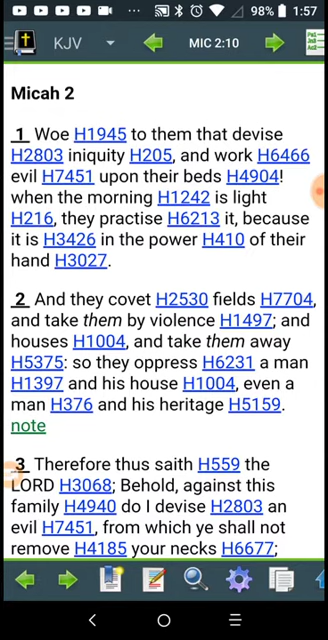 98% 1:57
KJV MIC 2:10
Micah 2
1 Woe H1945 to them that devise
H2803 iniquity H205, and work H6466
evil H7451 upon their beds H4904!
when the morning H1242 is light
H216, they practise H6213 it, because
it is H3426 in the power H410 of their
hand H3027.
2 And they covet H2530 fields H7704,
and take them by violence H1497; and
houses H1004, and take them away
H5375: so they oppress H6231 a man
H1397 and his house H1004, even a
man H376 and his heritage H5159.
note
3 Therefore thus saith H559 the
LORD H3068; Behold, against this
family H4940 do I devise H2803 an
evil H7451, from which ye shall not
remove H4185 your necks H6677;